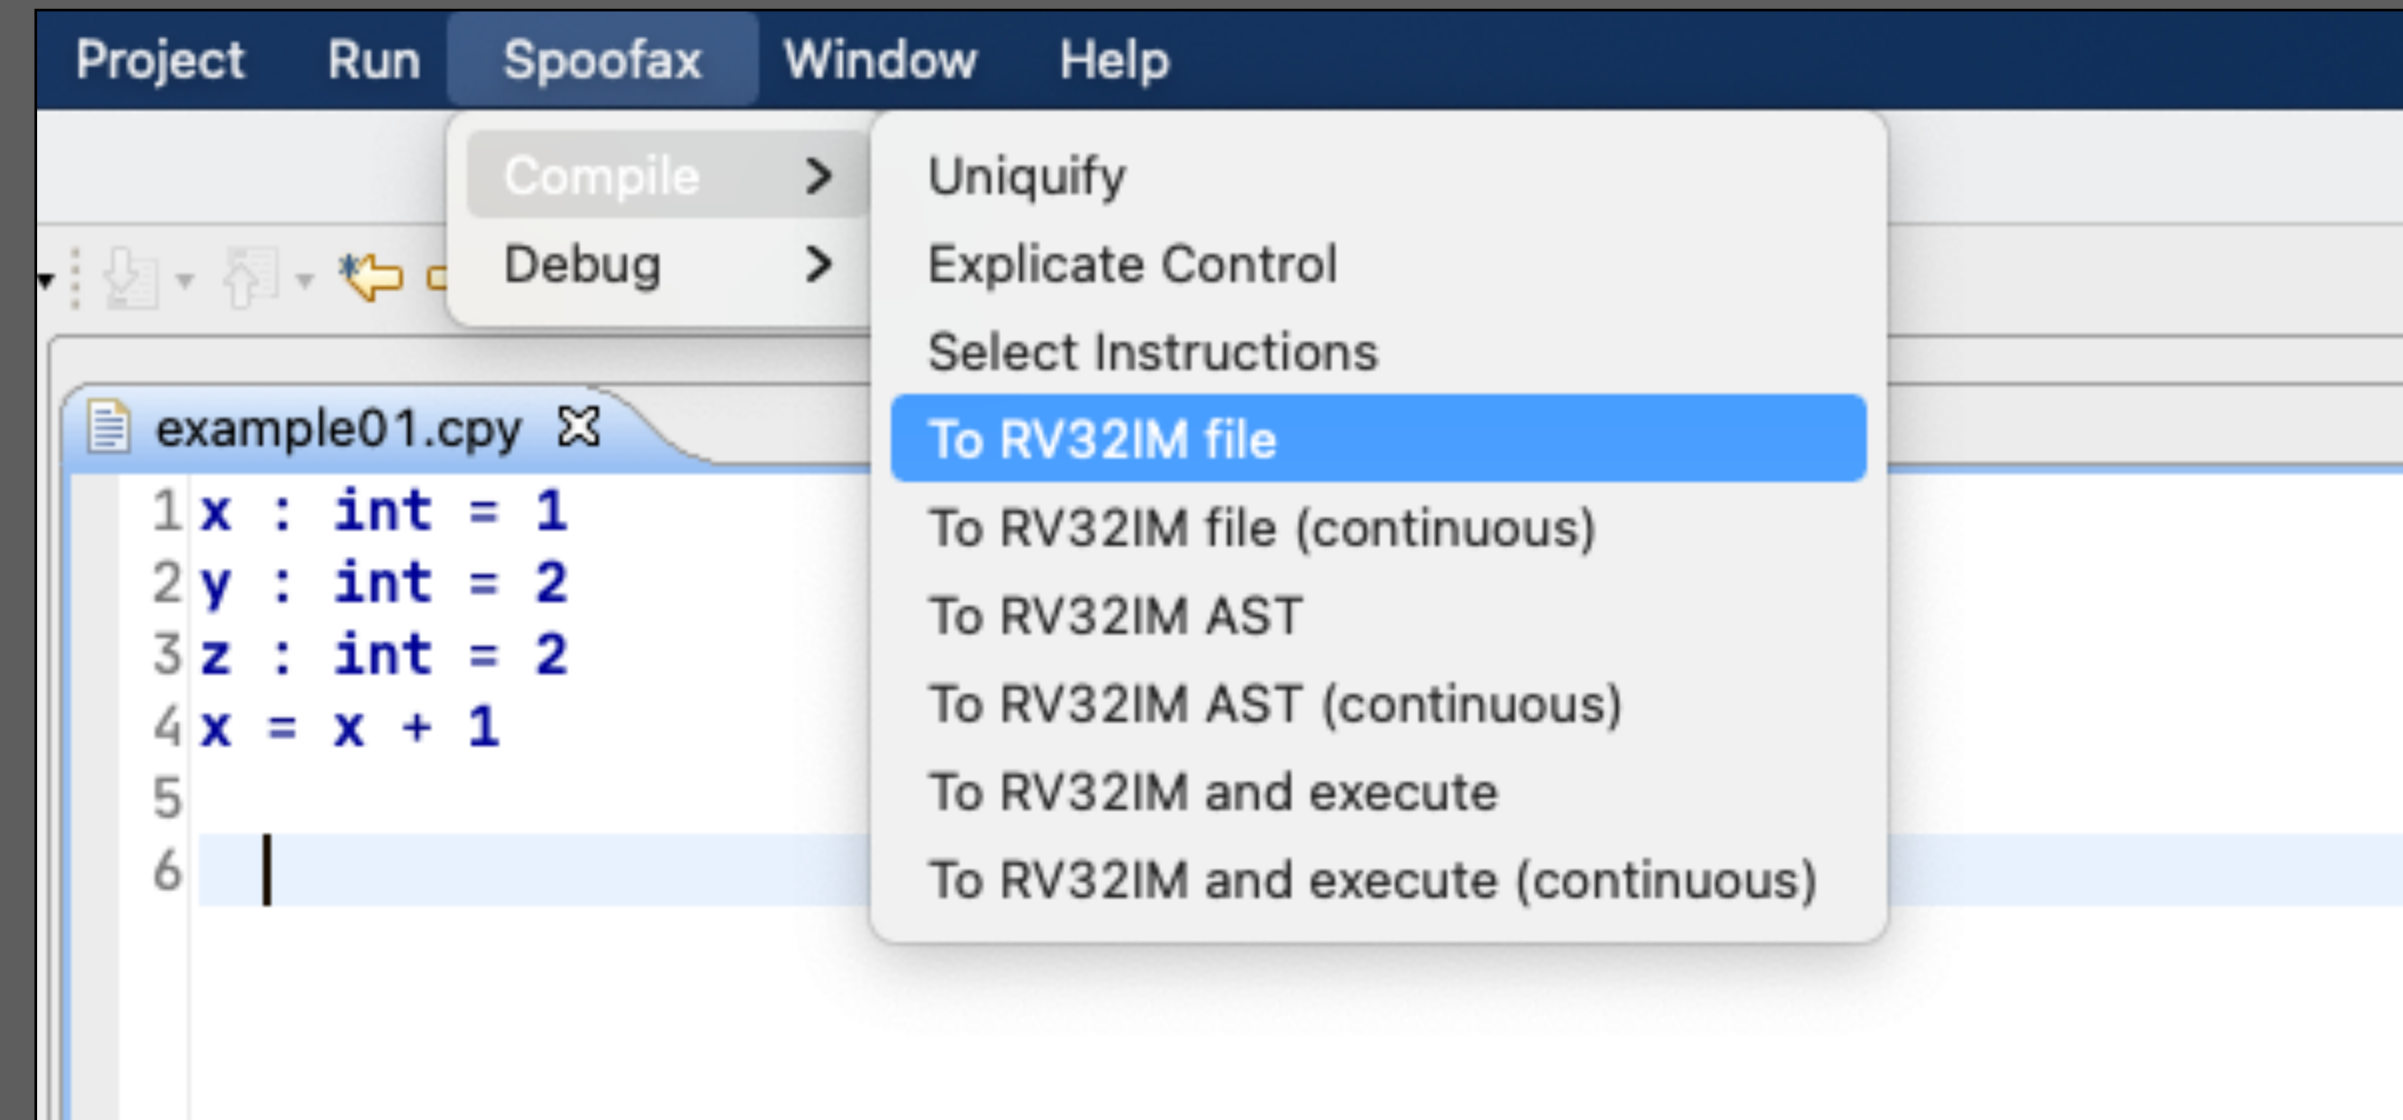 Project Run Spoofax Window Help
Compile >
Debug >
Uniquify
Explicate Control
Select Instructions
To RV32IM file
To RV32IM file (continuous)
To RV32IM AST
To RV32IM AST (continuous)
To RV32IM and execute
To RV32IM and execute (continuous)
example01.cpy
1 x : int = 1
2 y : int = 2
3 z : int = 2
4 x = x + 1
5
6